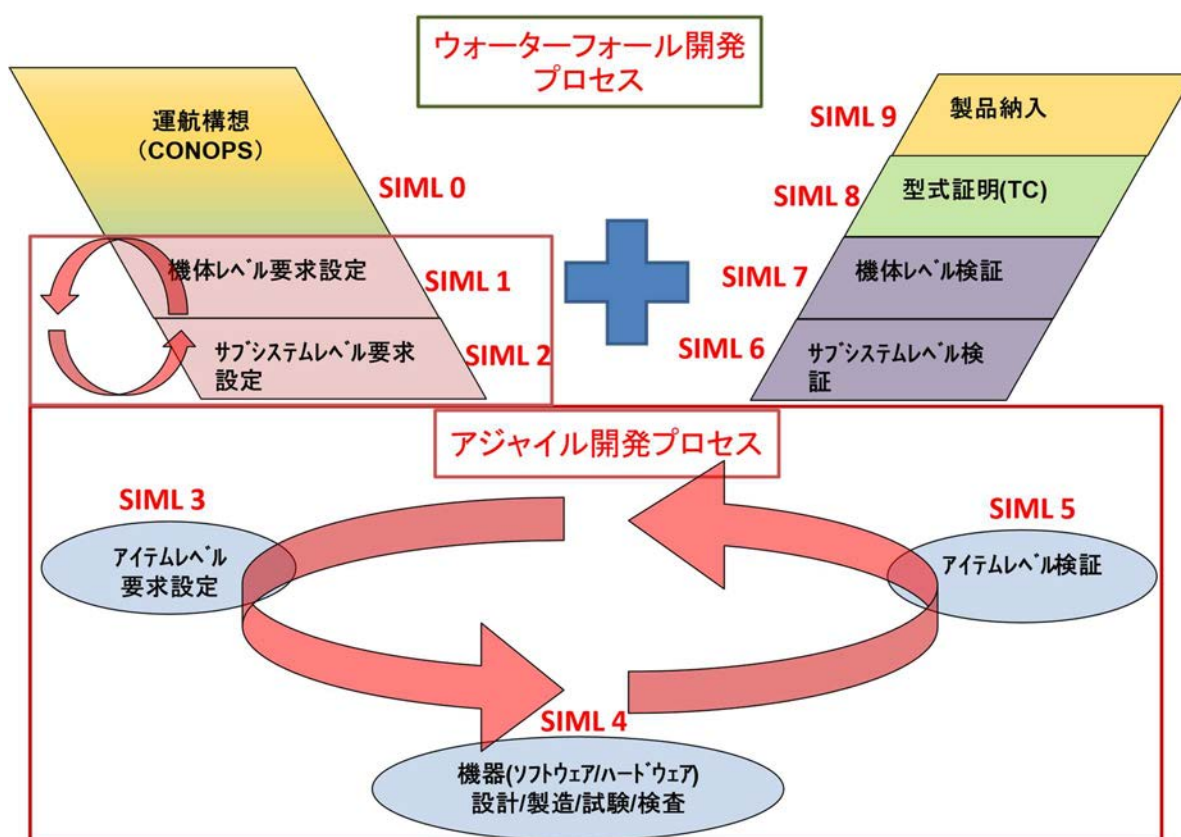 ウォーターフォール開発
プロセス
運航構想
（CONOPS）
SIML 0
機体ﾚﾍﾞﾙ要求設定
SIML 1
ｻﾌﾞｼｽﾃﾑﾚﾍﾞﾙ要求
設定
SIML 2
SIML 9
製品納入
SIML 8
型式証明(TC)
SIML 7
機体ﾚﾍﾞﾙ検証
SIML 6
ｻﾌﾞｼｽﾃﾑﾚﾍﾞﾙ検
証
アジャイル開発プロセス
SIML 3
ｱｲﾃﾑﾚﾍﾞﾙ
要求設定
SIML 5
ｱｲﾃﾑﾚﾍﾞﾙ検証
SIML 4
機器(ｿﾌﾄｳｪｱ/ﾊｰﾄﾞｳｪｱ)
設計/製造/試験/検査